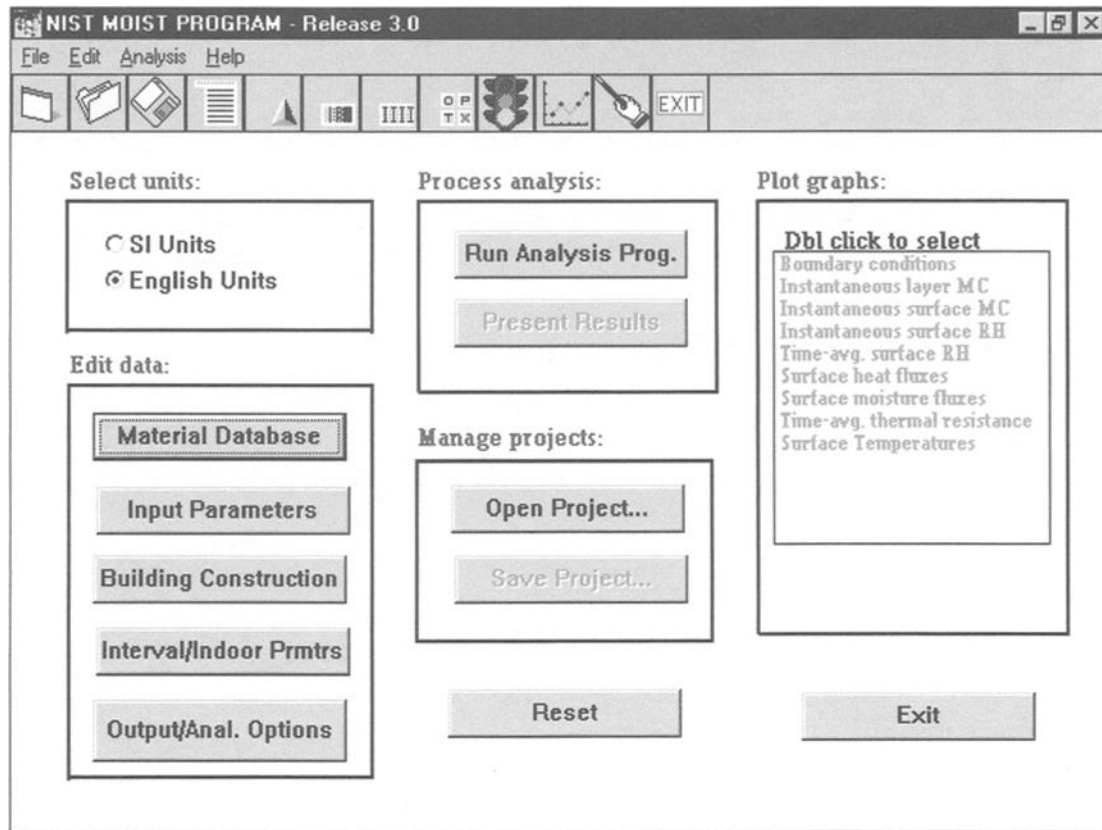 NIST MOIST PROGRAM - Release 3.0
File Edit Analysis Help
O P
T X
EXIT
Select units:
SI Units
English Units
Edit data:
Material Database
Input Parameters
Building Construction
Interval/Indoor Prmtrs
Output/Anal. Options
Process analysis:
Run Analysis Prog.
Present Results
Manage projects:
Open Project...
Save Project...
Reset
Plot graphs:
Dbl click to select
Boundary conditions
Instantaneous layer MC
Instantaneous surface MC
Instantaneous surface RH
Time-avg. surface RH
Surface heat fluxes
Surface moisture fluxes
Time-avg. thermal resistance
Surface Temperatures
Exit